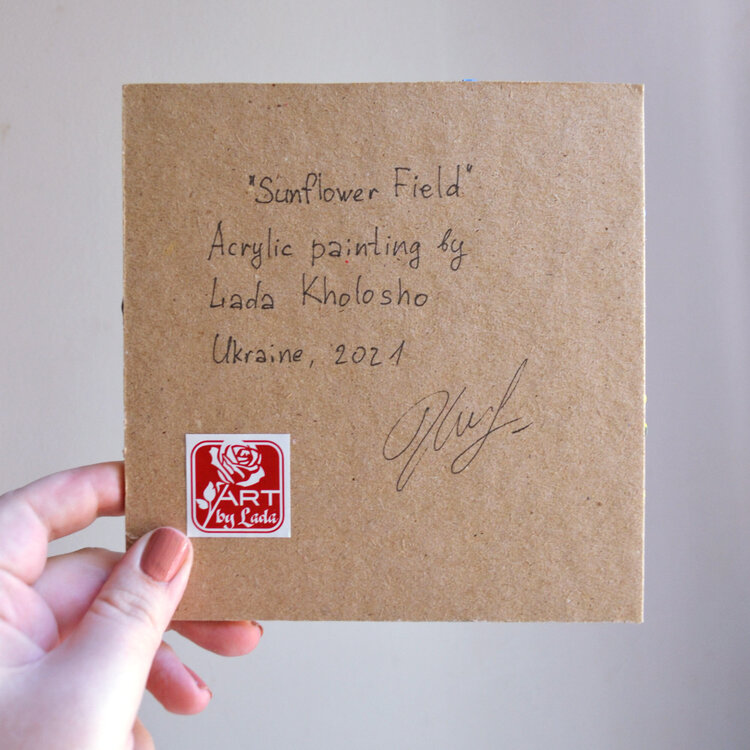 "Sunflower Field"
Acrylic painting by
Lada Kholosho
Ukraine, 2021
ART
by Lada